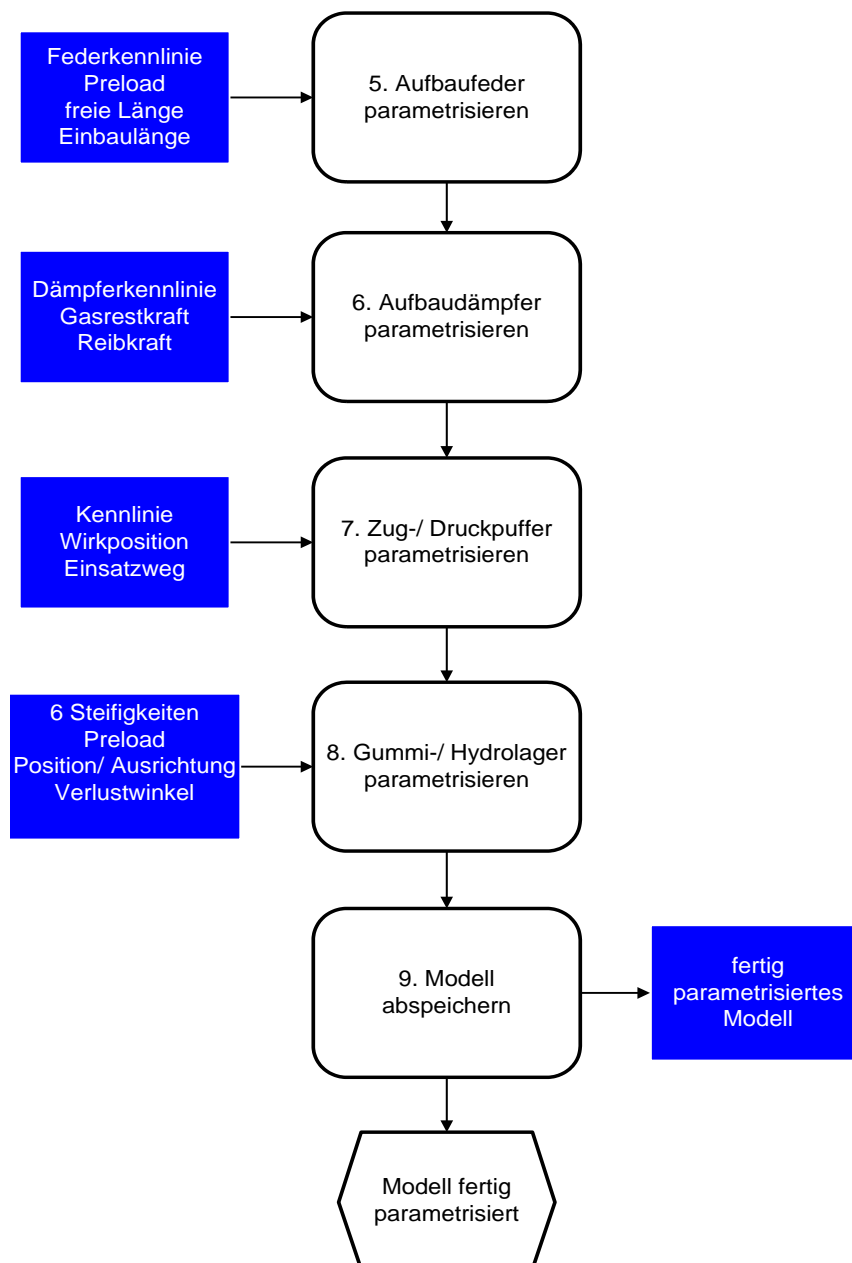 Federkennlinie
Preload
freie Länge
Einbaulänge
5. Aufbaufeder
parametrisieren
Dämpferkennlinie
Gasrestkraft
Reibkraft
6. Aufbaudämpfer
parametrisieren
Kennlinie
Wirkposition
Einsatzweg
7. Zug-/ Druckpuffer
parametrisieren
6 Steifigkeiten
Preload
Position/ Ausrichtung
Verlustwinkel
8. Gummi-/ Hydrolager
parametrisieren
9. Modell
abspeichern
fertig
parametrisiertes
Modell
Modell fertig
parametrisiert